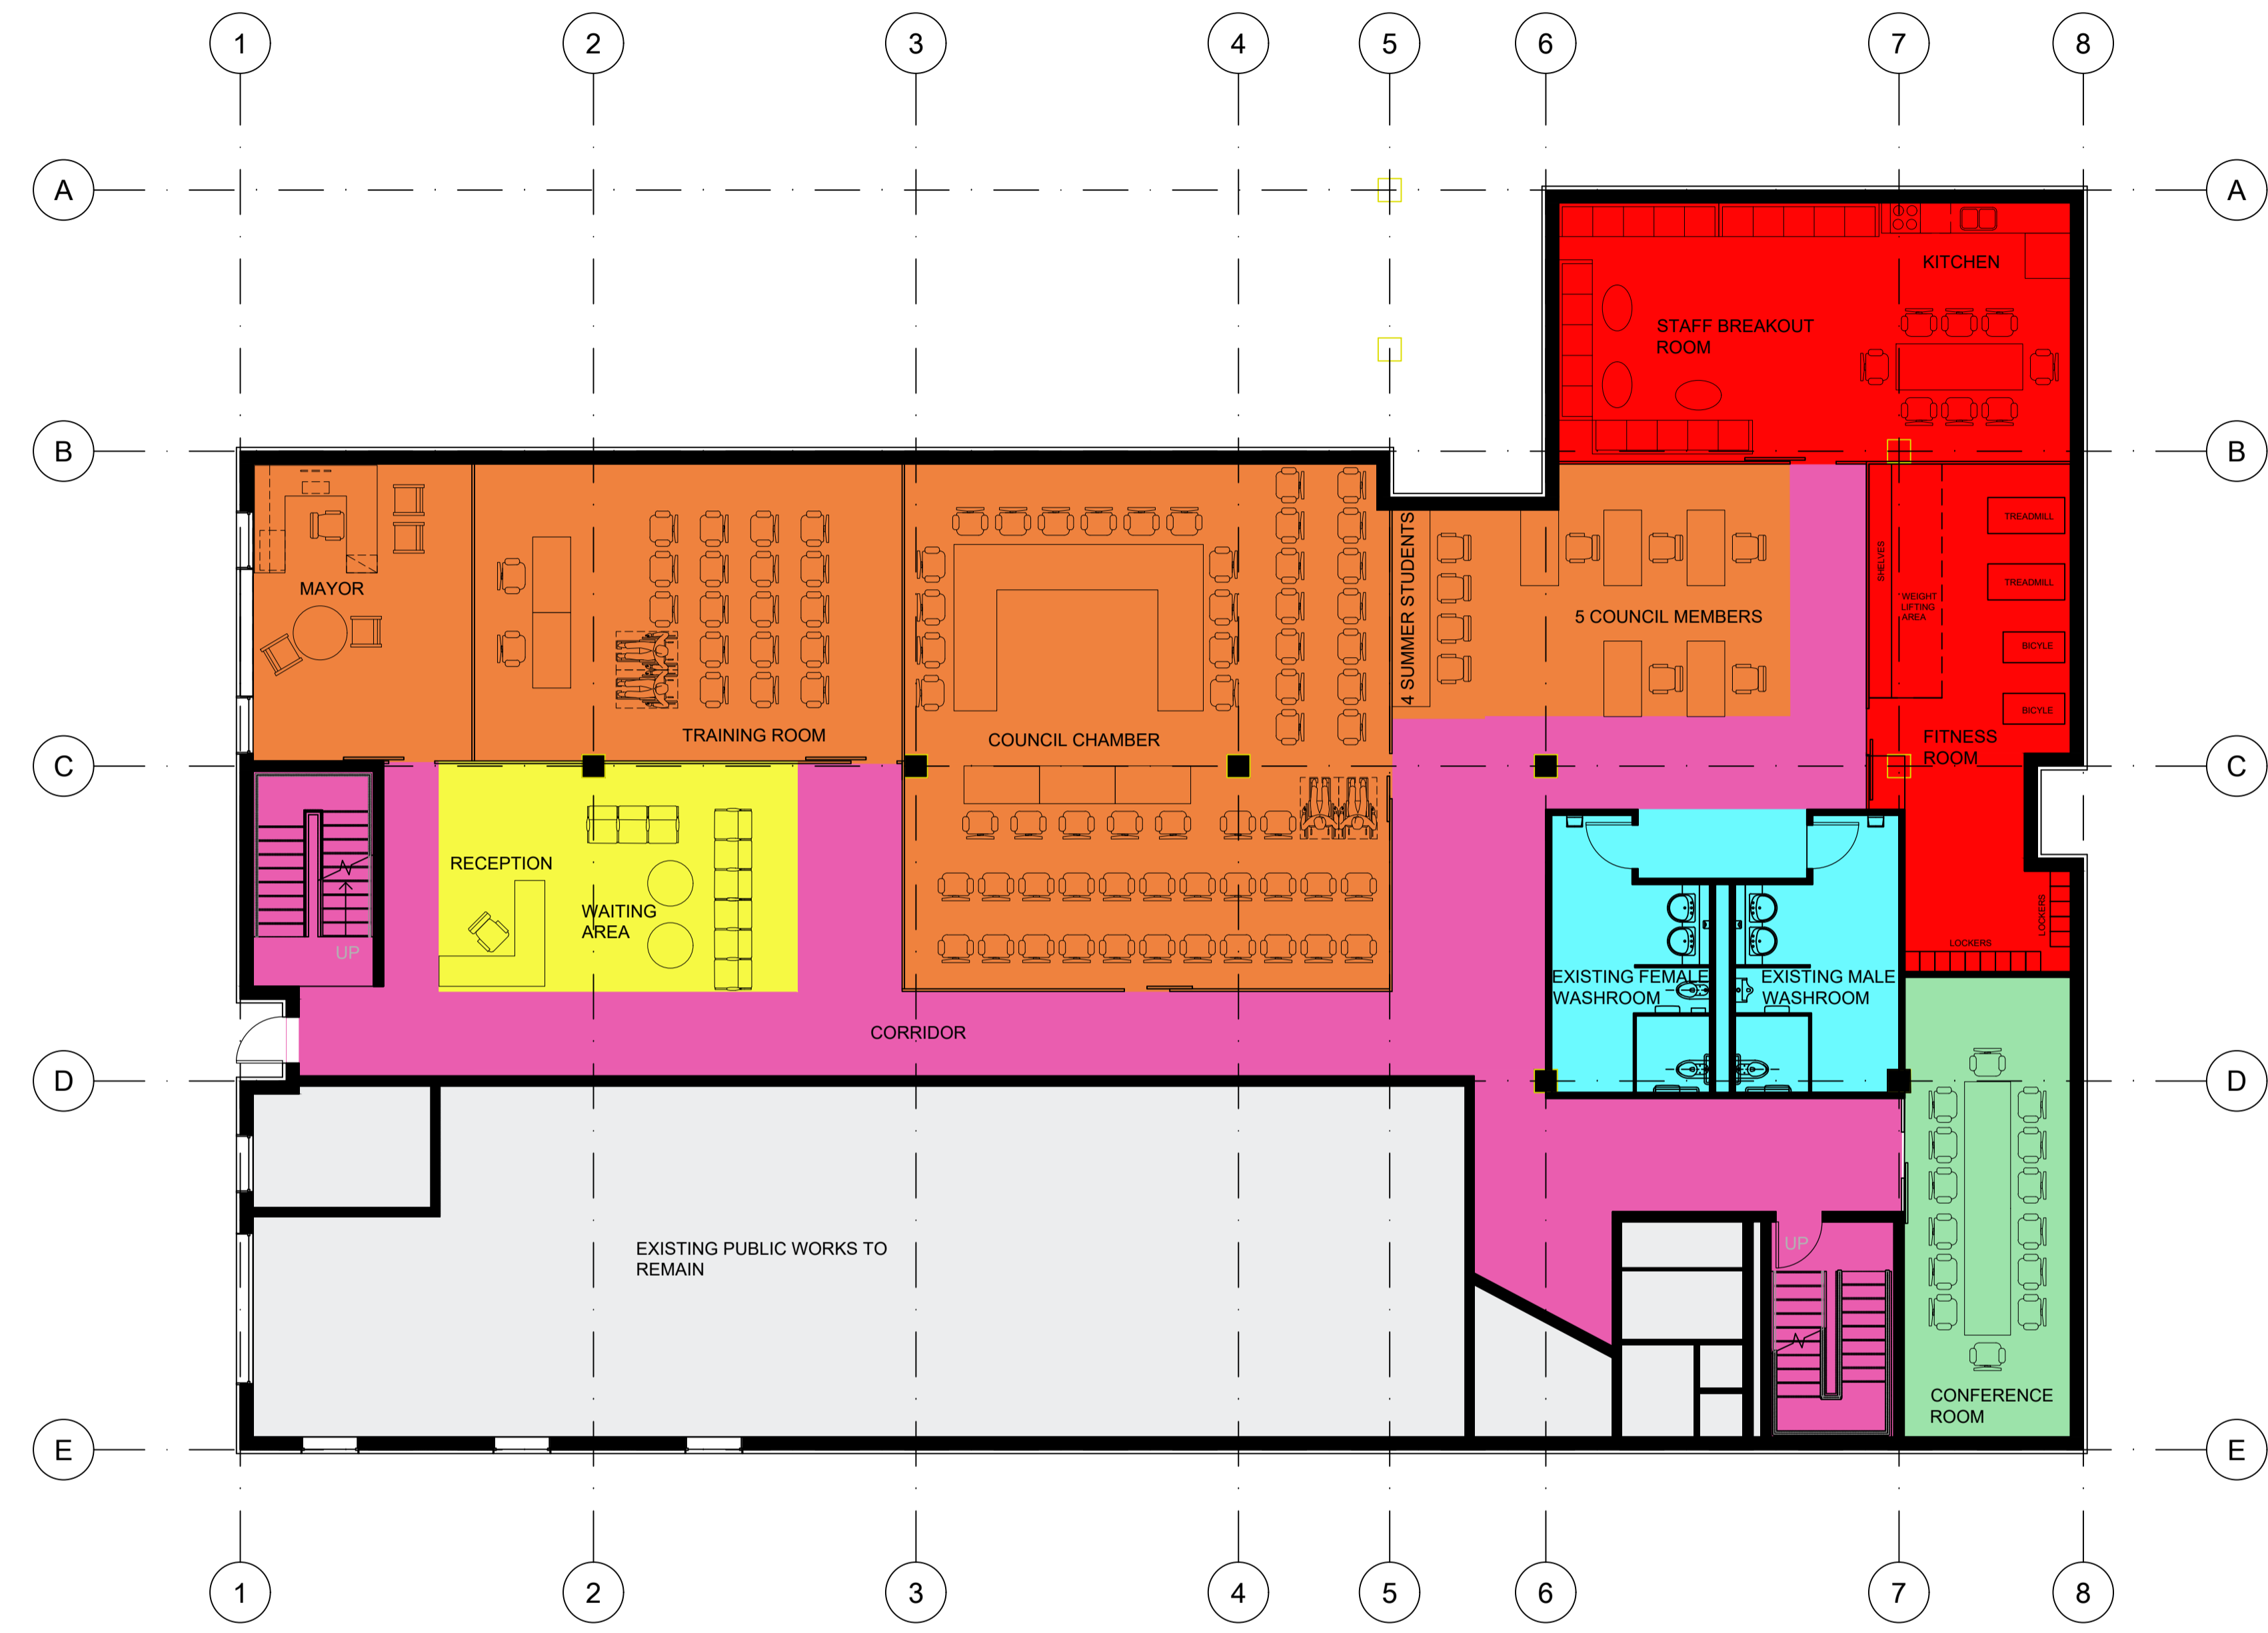 1 2 3 4 5 6 7 8
A A
KITCHEN
STAFF BREAKOUT
ROOM
B B
4 SUMMER STUDENTS
TREADMILL
SHELVES
TREADMILL
MAYOR
WEIGHT
LIFTING
AREA
5 COUNCIL MEMBERS
BICYLE
BICYLE
TRAINING ROOM
COUNCIL CHAMBER
FITNESS
ROOM
C C
RECEPTION
WAITING
AREA
UP
LOCKERS
LOCKERS
EXISTING FEMALE
WASHROOM
EXISTING MALE
WASHROOM
CORRIDOR
D D
EXISTING PUBLIC WORKS TO
REMAIN
UP
CONFERENCE
ROOM
E E
1 2 3 4 5 6 7 8